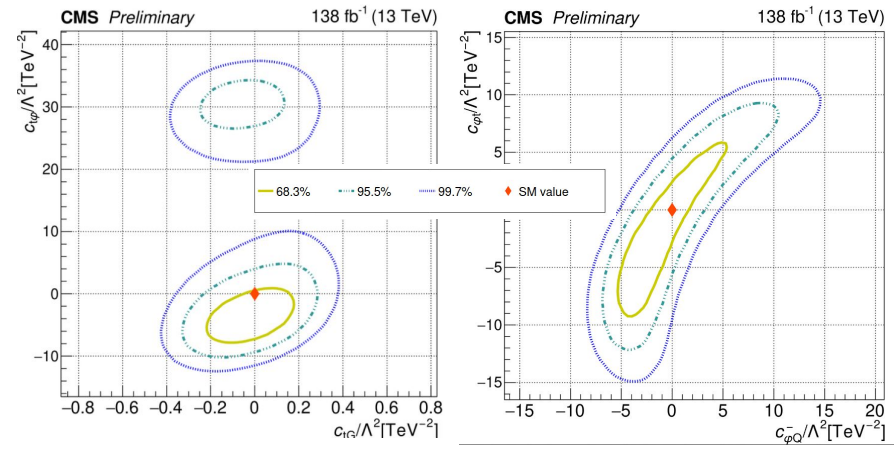 CMS Preliminary 138 fb⁻¹ (13 TeV)
c_tφ/Λ²[TeV⁻²]
40
30
20
10
0
−10
−0.8 −0.6 −0.4 −0.2 0 0.2 0.4 0.6 0.8
c_tG/Λ²[TeV⁻²]
68.3% 95.5% 99.7% SM value
CMS Preliminary 138 fb⁻¹ (13 TeV)
c_φt/Λ²[TeV⁻²]
15
10
5
−5
−10
−15
−15 −10 −5 0 5 10 15 20
c⁻_φQ/Λ²[TeV⁻²]